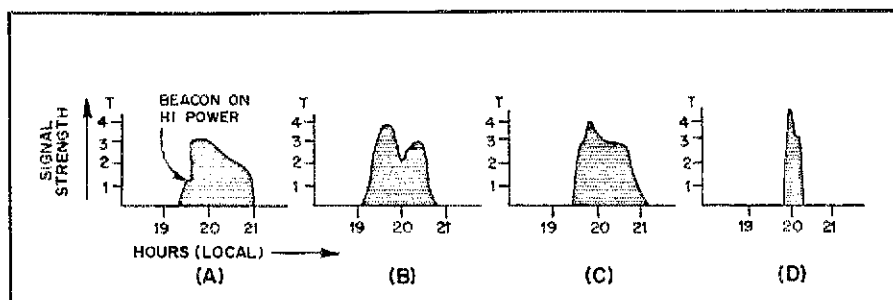 SIGNAL STRENGTH
BEACON ON
HI POWER
T
4
3
2
1
19 20 21
(A)
T
4
3
2
1
19 20 21
(B)
T
4
3
2
1
19 20 21
(C)
T
4
3
2
1
19 20 21
(D)
HOURS (LOCAL)